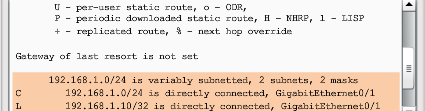 U - per-user static route, o - ODR,
P - periodic downloaded static route, H - NHRP, l - LISP
+ - replicated route, % - next hop override
Gateway of last resort is not set
192.168.1.0/24 is variably subnetted, 2 subnets, 2 masks
C 192.168.1.0/24 is directly connected, GigabitEthernet0/1
L 192.168.1.10/32 is directly connected, GigabitEthernet0/1